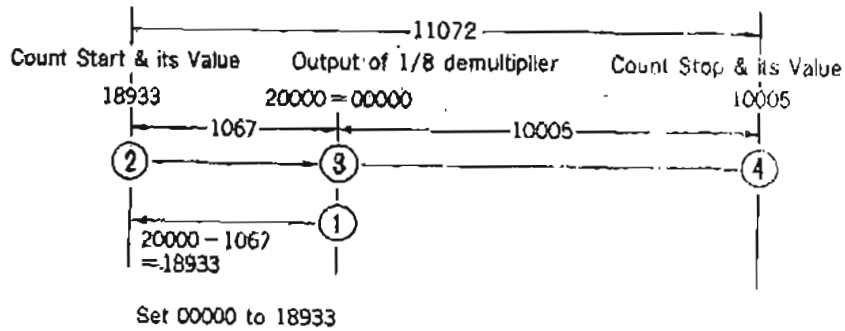 11072
Count Start & its Value Output of 1/8 demultiplier Count Stop & its Value
18933 20000=00000 10005
1067 10005
2 3 4
1
20000-1067
=18933
Set 00000 to 18933